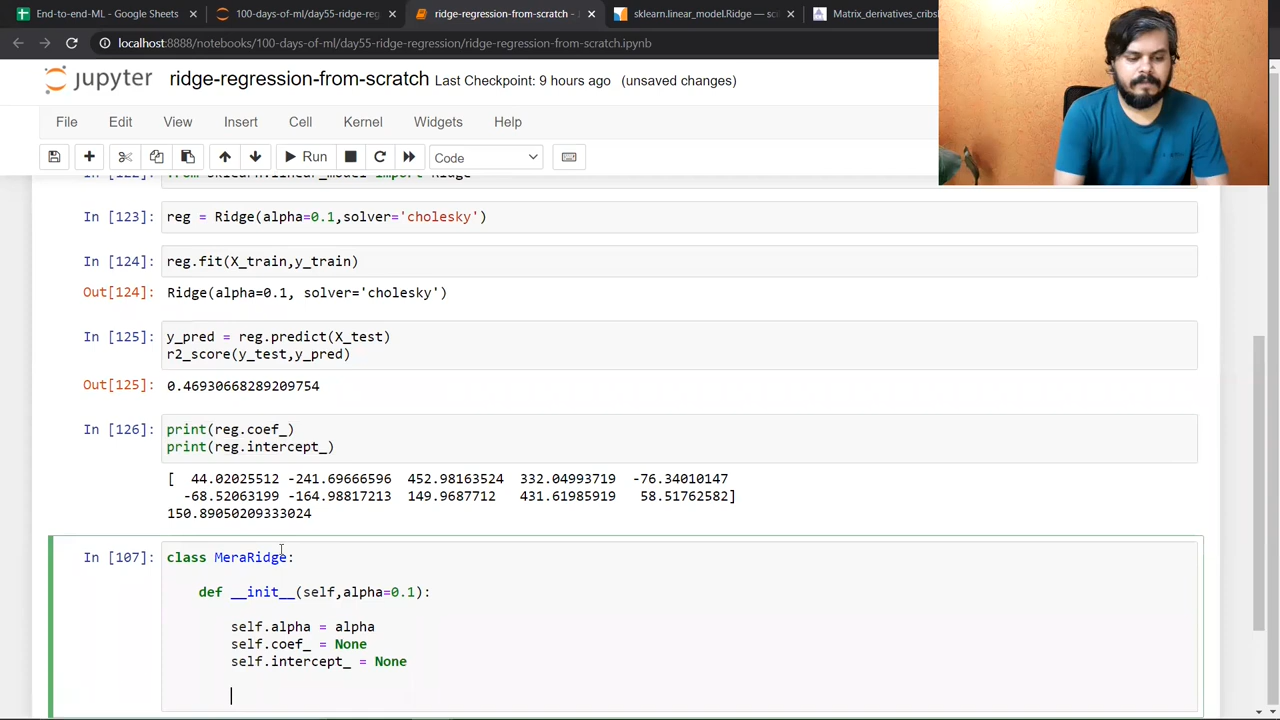 End-to-end-ML - Google Sheets
100-days-of-ml/day55-ridge-reg
ridge-regression-from-scratch -
sklearn.linear_model.Ridge — sc
Matrix_derivatives_cribsh
localhost:8888/notebooks/100-days-of-ml/day55-ridge-regression/ridge-regression-from-scratch.ipynb
jupyter ridge-regression-from-scratch Last Checkpoint: 9 hours ago (unsaved changes)
File Edit View Insert Cell Kernel Widgets Help
Run Code
In [122]: from sklearn.linear_model import Ridge
In [123]: reg = Ridge(alpha=0.1,solver='cholesky')
In [124]: reg.fit(X_train,y_train)
Out[124]: Ridge(alpha=0.1, solver='cholesky')
In [125]: y_pred = reg.predict(X_test)
r2_score(y_test,y_pred)
Out[125]: 0.46930668289209754
In [126]: print(reg.coef_)
print(reg.intercept_)
[ 44.02025512 -241.69666596 452.98163524 332.04993719 -76.34010147
-68.52063199 -164.98817213 149.9687712 431.61985919 58.51762582]
150.89050209333024
In [107]: class MeraRidge:
def __init__(self,alpha=0.1):
self.alpha = alpha
self.coef_ = None
self.intercept_ = None